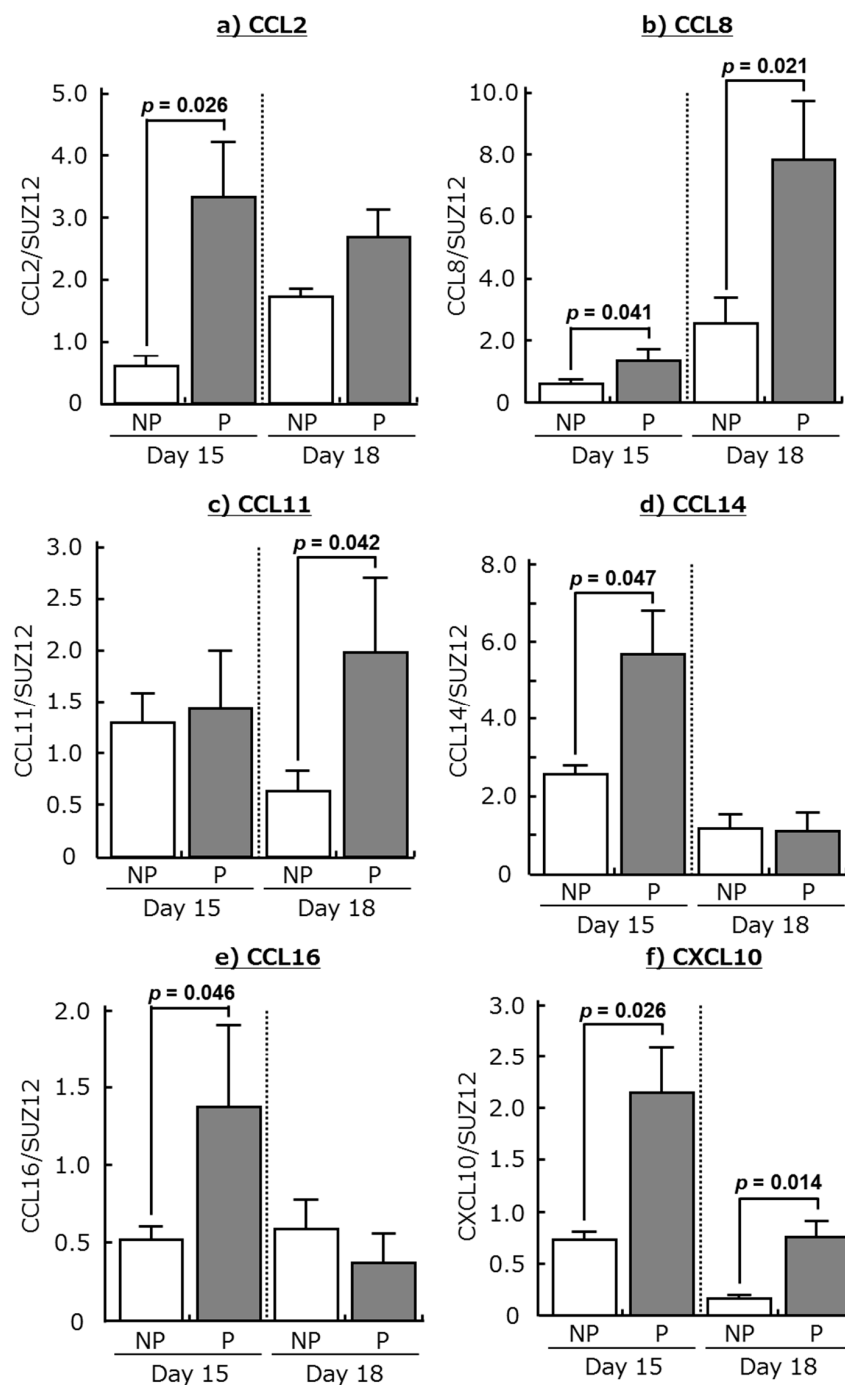 a) CCL2
p = 0.026
CCL2/SUZ12
5.0
4.0
3.0
2.0
1.0
0
NP P NP P
Day 15 Day 18
b) CCL8
p = 0.021
p = 0.041
CCL8/SUZ12
10.0
8.0
6.0
4.0
2.0
0
NP P NP P
Day 15 Day 18
c) CCL11
p = 0.042
CCL11/SUZ12
3.0
2.5
2.0
1.5
1.0
0.5
0
NP P NP P
Day 15 Day 18
d) CCL14
p = 0.047
CCL14/SUZ12
8.0
6.0
4.0
2.0
0
NP P NP P
Day 15 Day 18
e) CCL16
p = 0.046
CCL16/SUZ12
2.0
1.5
1.0
0.5
0
NP P NP P
Day 15 Day 18
f) CXCL10
p = 0.026
p = 0.014
CXCL10/SUZ12
3.0
2.5
2.0
1.5
1.0
0.5
0
NP P NP P
Day 15 Day 18